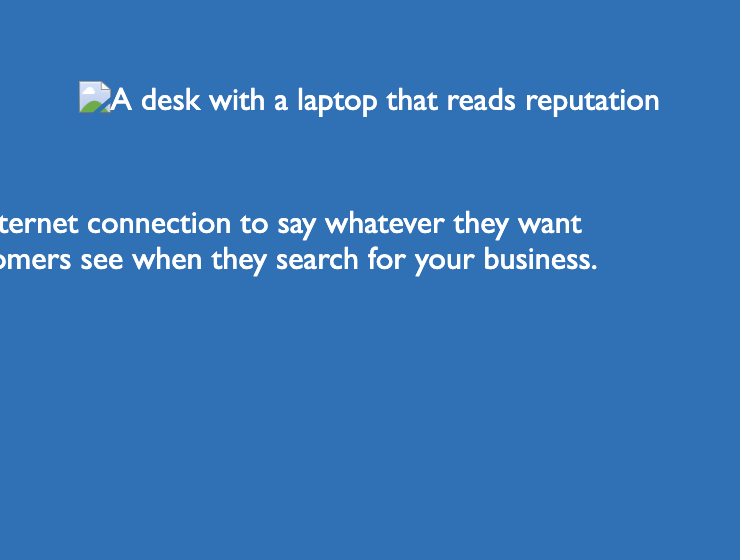 A desk with a laptop that reads reputation
ternet connection to say whatever they want
omers see when they search for your business.